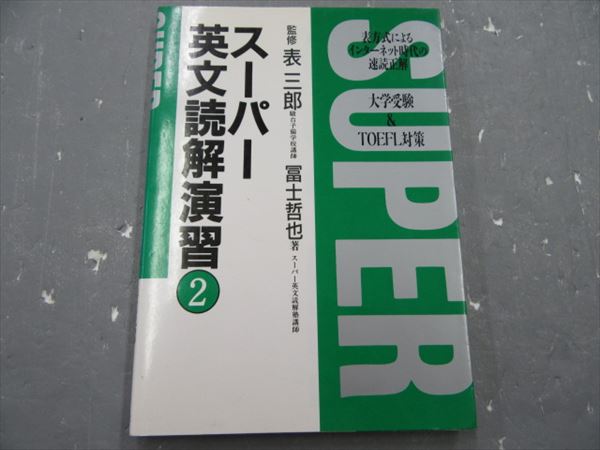 表方式による
インターネット時代の
速読正解
大学受験
&
TOEFL対策
SUPER
監修 表 三郎 駿台予備学校講師
冨士哲也 著 スーパー英文読解塾講師
スーパー
英文読解演習
2
SUPER